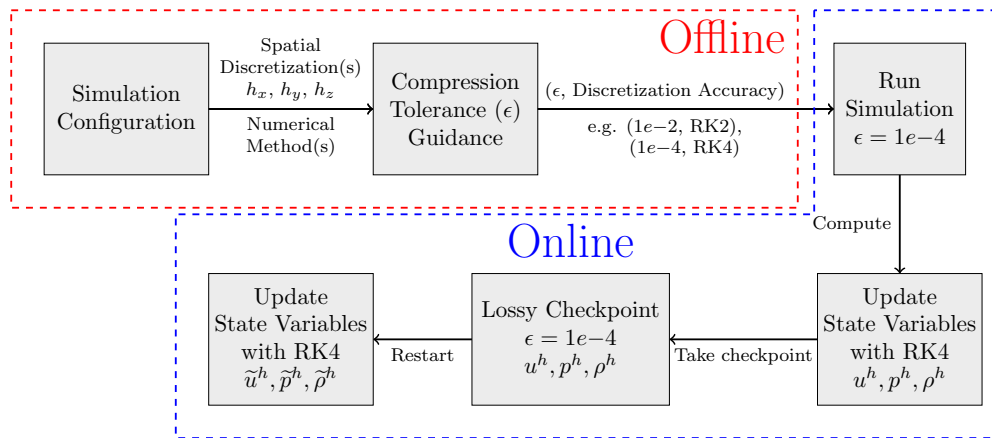 Offline
Simulation
Configuration
Spatial
Discretization(s)
h_x, h_y, h_z
Numerical
Method(s)
Compression
Tolerance (ϵ)
Guidance
(ϵ, Discretization Accuracy)
e.g. (1e−2, RK2),
(1e−4, RK4)
Run
Simulation
ϵ = 1e−4
Compute
Online
Update
State Variables
with RK4
u^h, p^h, ρ^h
Take checkpoint
Lossy Checkpoint
ϵ = 1e−4
u^h, p^h, ρ^h
Restart
Update
State Variables
with RK4
ũ^h, p̃^h, ρ̃^h